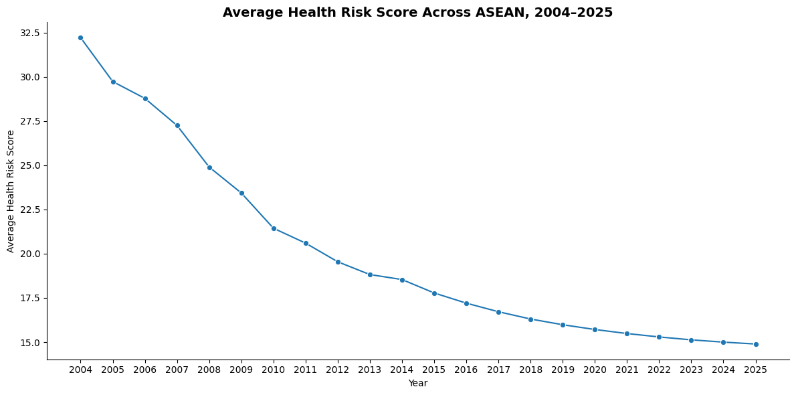 Average Health Risk Score Across ASEAN, 2004–2025
Average Health Risk Score
32.5
30.0
27.5
25.0
22.5
20.0
17.5
15.0
2004 2005 2006 2007 2008 2009 2010 2011 2012 2013 2014 2015 2016 2017 2018 2019 2020 2021 2022 2023 2024 2025
Year